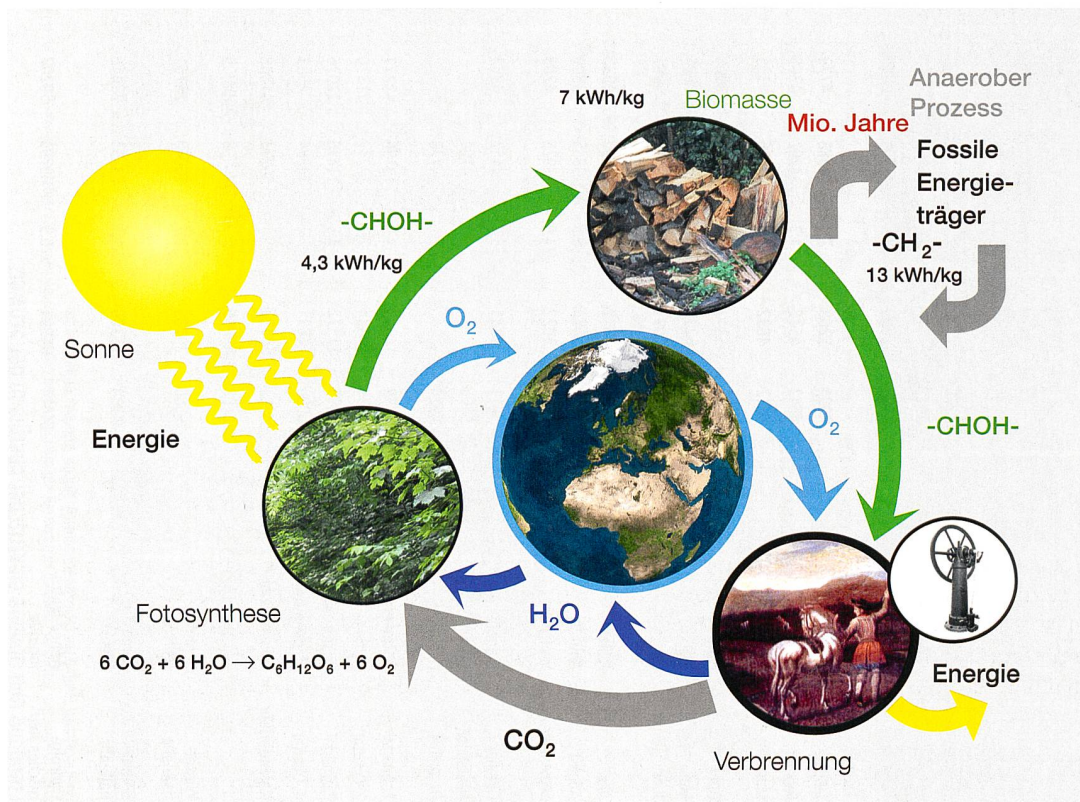 7 kWh/kg
Biomasse
Mio. Jahre
Anaerober
Prozess
Fossile
Energie-
träger
-CH₂-
13 kWh/kg
-CHOH-
4,3 kWh/kg
Sonne
Energie
O₂
O₂
-CHOH-
Fotosynthese
6 CO₂ + 6 H₂O → C₆H₁₂O₆ + 6 O₂
H₂O
CO₂
Energie
Verbrennung